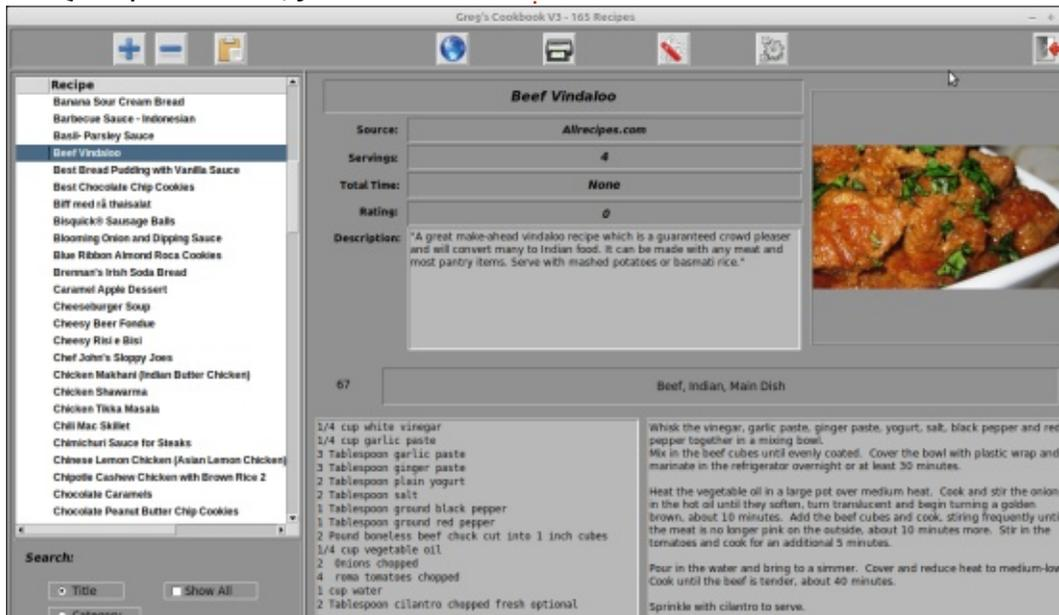 Greg's Cookbook V3 - 165 Recipes
Recipe
Banana Sour Cream Bread
Barbecue Sauce - Indonesian
Basil- Parsley Sauce
Beef Vindaloo
Best Bread Pudding with Vanilla Sauce
Best Chocolate Chip Cookies
Biff med rå thaisalat
Bisquick® Sausage Balls
Blooming Onion and Dipping Sauce
Blue Ribbon Almond Roca Cookies
Brennan's Irish Soda Bread
Caramel Apple Dessert
Cheeseburger Soup
Cheesy Beer Fondue
Cheesy Risi e Bisi
Chef John's Sloppy Joes
Chicken Makhani (Indian Butter Chicken)
Chicken Shawarma
Chicken Tikka Masala
Chili Mac Skillet
Chimichuri Sauce for Steaks
Chinese Lemon Chicken (Asian Lemon Chicken)
Chipotle Cashew Chicken with Brown Rice 2
Chocolate Caramels
Chocolate Peanut Butter Chip Cookies
Search:
Title
Show All
Category
Beef Vindaloo
Source: Allrecipes.com
Servings: 4
Total Time: None
Rating: 0
Description: "A great make-ahead vindaloo recipe which is a guaranteed crowd pleaser
and will convert many to Indian food. It can be made with any meat and
most pantry items. Serve with mashed potatoes or basmati rice."
67
Beef, Indian, Main Dish
1/4 cup white vinegar
1/4 cup garlic paste
3 Tablespoon garlic paste
3 Tablespoon ginger paste
2 Tablespoon plain yogurt
2 Tablespoon salt
1 Tablespoon ground black pepper
1 Tablespoon ground red pepper
2 Pound boneless beef chuck cut into 1 inch cubes
1/4 cup vegetable oil
2 Onions chopped
4 roma tomatoes chopped
1 cup water
2 Tablespoon cilantro chopped fresh optional
Whisk the vinegar, garlic paste, ginger paste, yogurt, salt, black pepper and red
pepper together in a mixing bowl.
Mix in the beef cubes until evenly coated. Cover the bowl with plastic wrap and
marinate in the refrigerator overnight or at least 30 minutes.
Heat the vegetable oil in a large pot over medium heat. Cook and stir the onion
in the hot oil until they soften, turn translucent and begin turning a golden
brown, about 10 minutes. Add the beef cubes and cook, stiring frequently until
the meat is no longer pink on the outside, about 10 minutes more. Stir in the
tomatoes and cook for an additional 5 minutes.
Pour in the water and bring to a simmer. Cover and reduce heat to medium-low
Cook until the beef is tender, about 40 minutes.
Sprinkle with cilantro to serve.